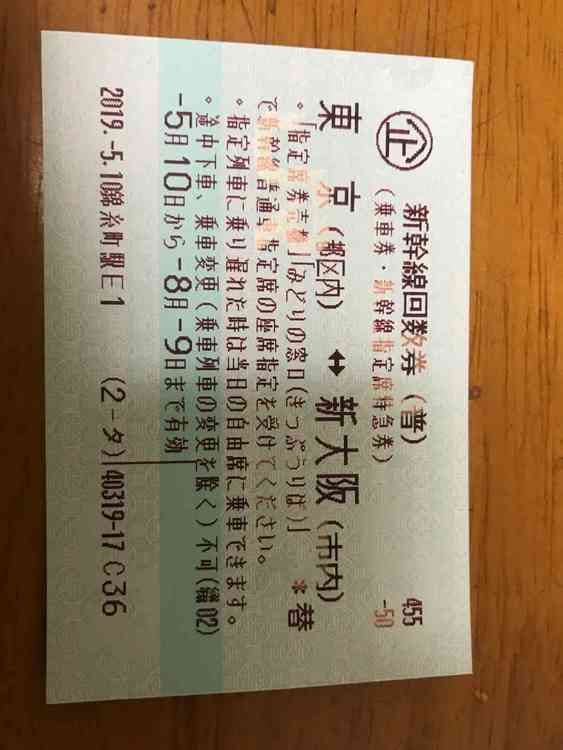 企 新幹線回数券(普) 455
(乗車券・新幹線指定席特急券) -50
東京(都区内) ↔ 新大阪(市内) *替
。「指定席券売機」「みどりの窓口(きっぷうりば)」
で新幹線普通車指定席の座席指定を受けてください。
。指定列車に乗り遅れた時は当日の自由席に乗車できます。
。途中下車、乗車変更(乗車列車の変更を除く)不可(繊02)
-5月10日から-8月-9日まで有効
2019.-5.10錦糸町駅E1 (2-タ) 40319-17 C36